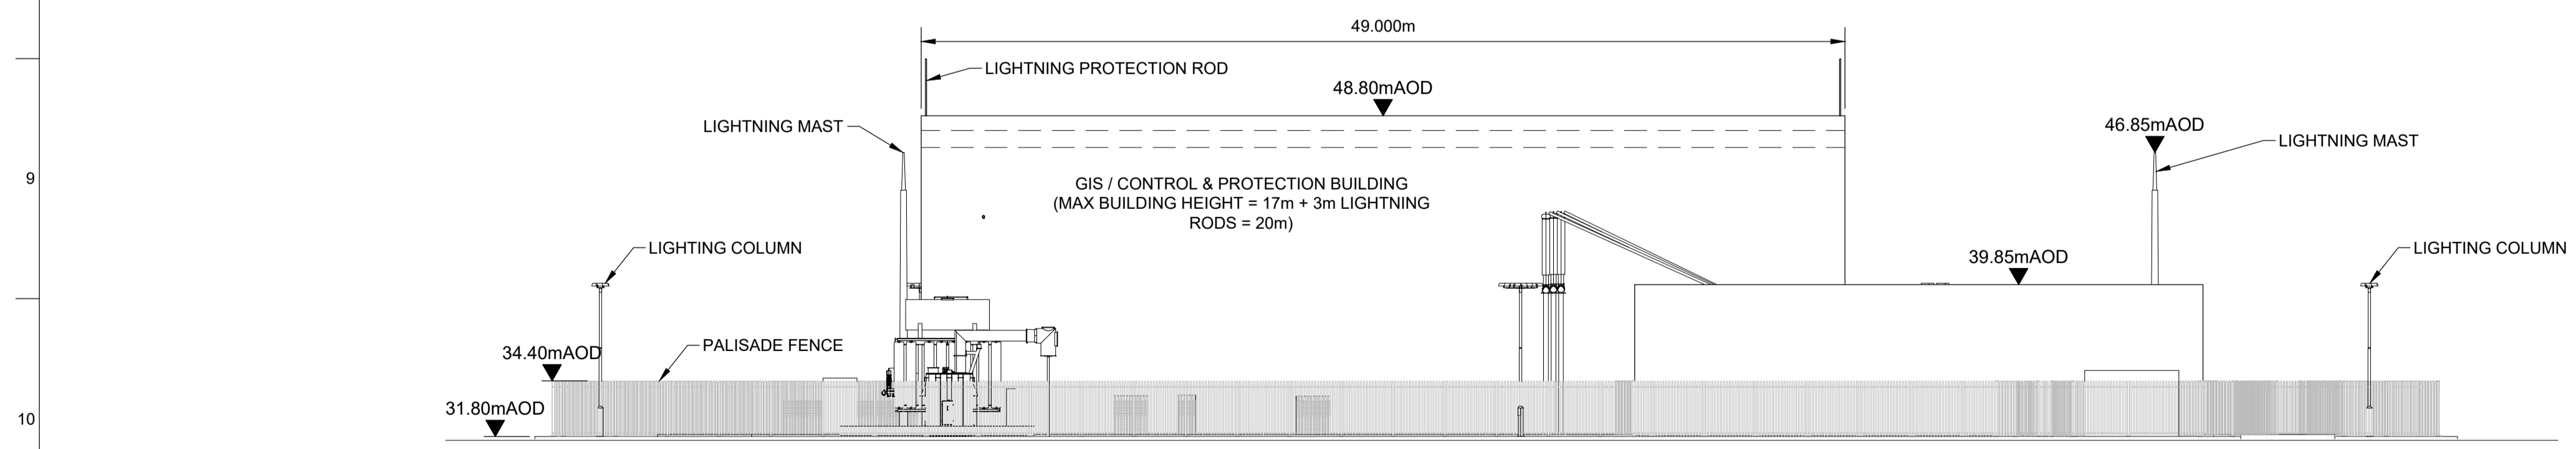 49.000m
LIGHTNING PROTECTION ROD
48.80mAOD
LIGHTNING MAST
46.85mAOD
LIGHTNING MAST
9
GIS / CONTROL & PROTECTION BUILDING
(MAX BUILDING HEIGHT = 17m + 3m LIGHTNING
RODS = 20m)
LIGHTING COLUMN
39.85mAOD
LIGHTING COLUMN
34.40mAOD
PALISADE FENCE
31.80mAOD
10